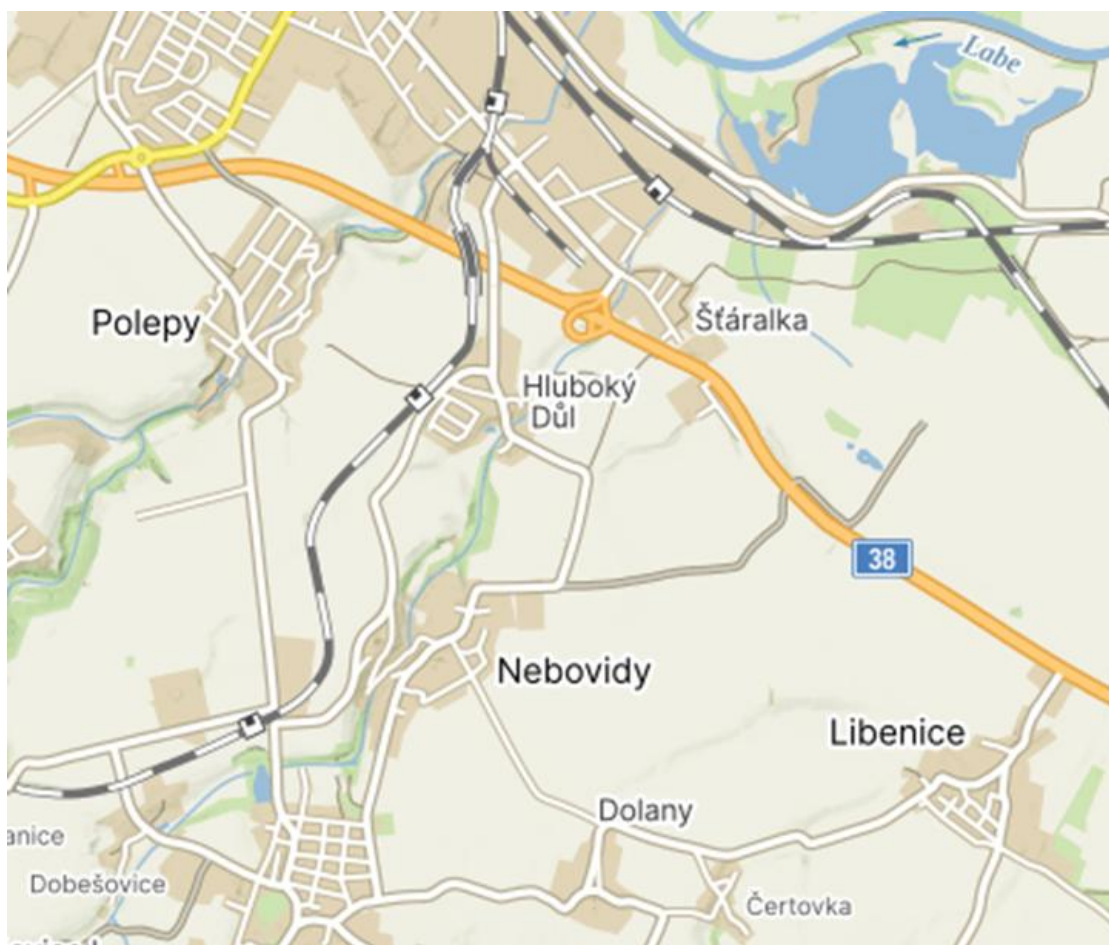 Labe
Polepy
Šťáralka
Hluboký
Důl
38
Nebovidy
Libenice
Dolany
anice
Dobešovice
Čertovka